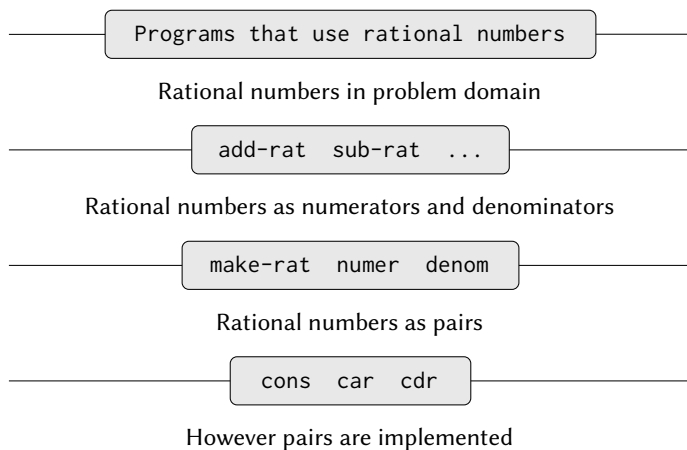 Programs that use rational numbers
Rational numbers in problem domain
add-rat sub-rat ...
Rational numbers as numerators and denominators
make-rat numer denom
Rational numbers as pairs
cons car cdr
However pairs are implemented